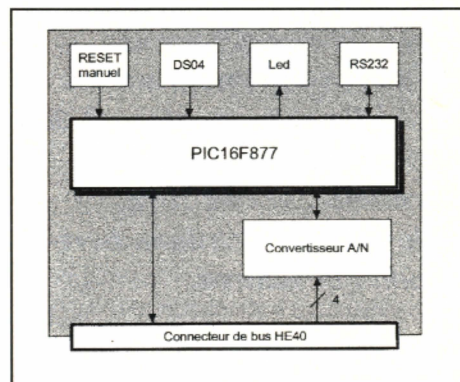 RESET
manuel
DS04
Led
RS232
PIC16F877
Convertisseur A/N
4
Connecteur de bus HE40